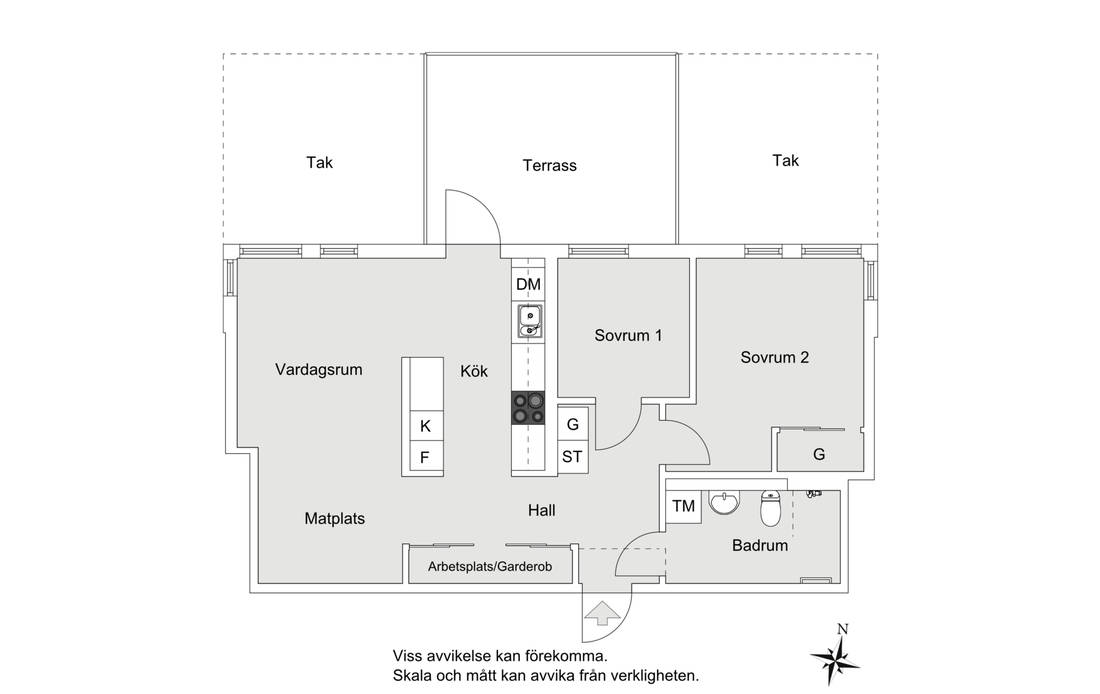 Tak
Terrass
Tak
DM
Sovrum 1
Sovrum 2
Vardagsrum
Kök
K
F
G
ST
G
Matplats
Hall
TM
Badrum
Arbetsplats/Garderob
N
Viss avvikelse kan förekomma.
Skala och mått kan avvika från verkligheten.